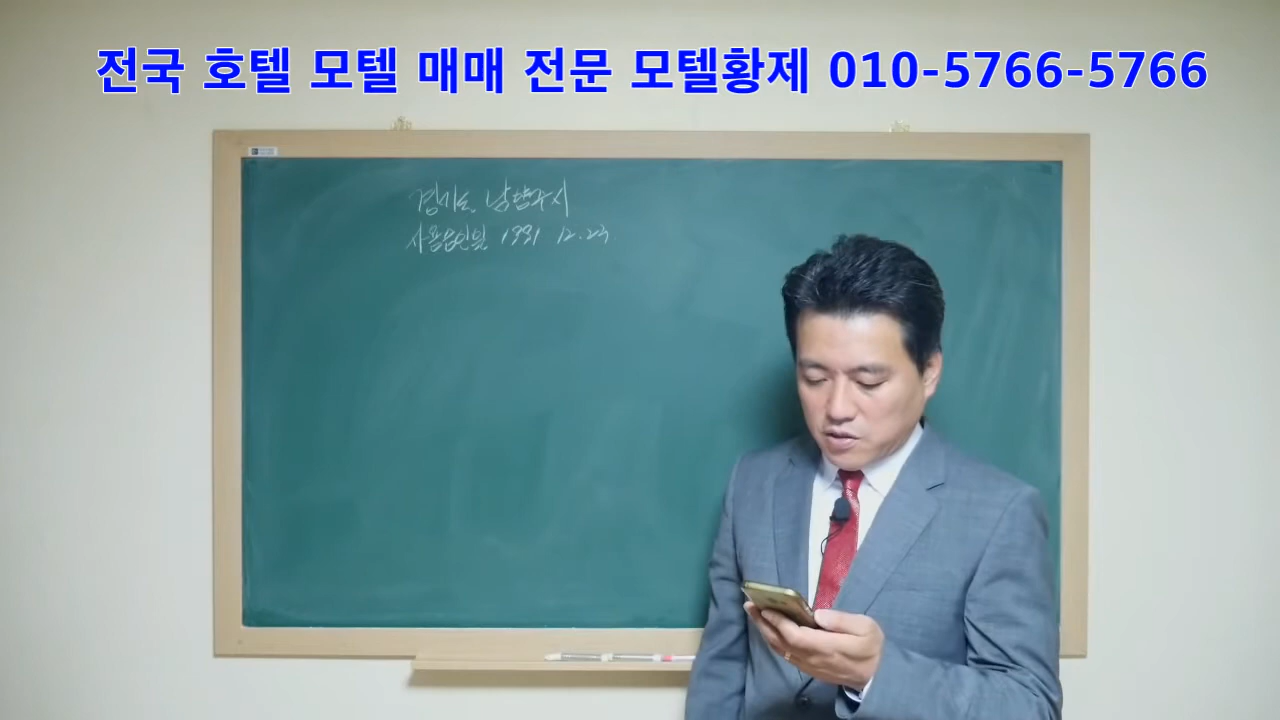 전국 호텔 모텔 매매 전문 모텔황제 010-5766-5766
경기도 남양주시
사용승인일 1991 12.23.